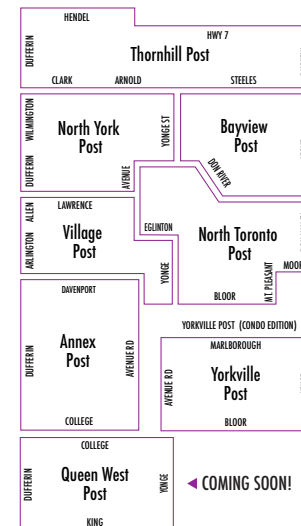 HENDEL
HWY 7
DUFFERIN
Thornhill Post
CLARK ARNOLD STEELES
WILMINGTON
DUFFERIN
North York
Post
YONGE ST
AVENUE
Bayview
Post
DON RIVER
ALLEN
ARLINGTON
LAWRENCE
Village
Post
EGLINTON
YONGE
North Toronto
Post
MT. PLEASANT
MOOR
BLOOR
DAVENPORT
DUFFERIN
Annex
Post
AVENUE RD
COLLEGE
YORKVILLE POST (CONDO EDITION)
MARLBOROUGH
AVENUE RD
Yorkville
Post
BLOOR
COLLEGE
DUFFERIN
Queen West
Post
YONGE
KING
COMING SOON!